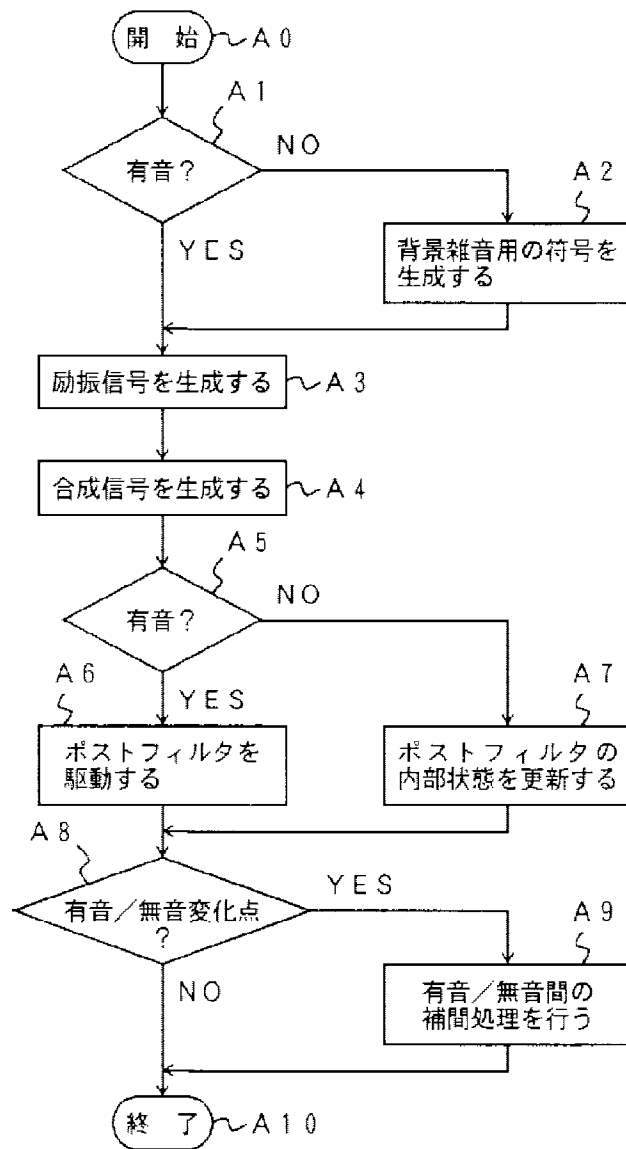 開 始 A0
A1
有音? NO
A2
YES
背景雑音用の符号を
生成する
励振信号を生成する A3
合成信号を生成する A4
A5
有音? NO
A6 YES A7
ポストフィルタを
駆動する
ポストフィルタの
内部状態を更新する
A8
有音/無音変化点
? YES
A9
NO
有音/無音間の
補間処理を行う
終 了 A10